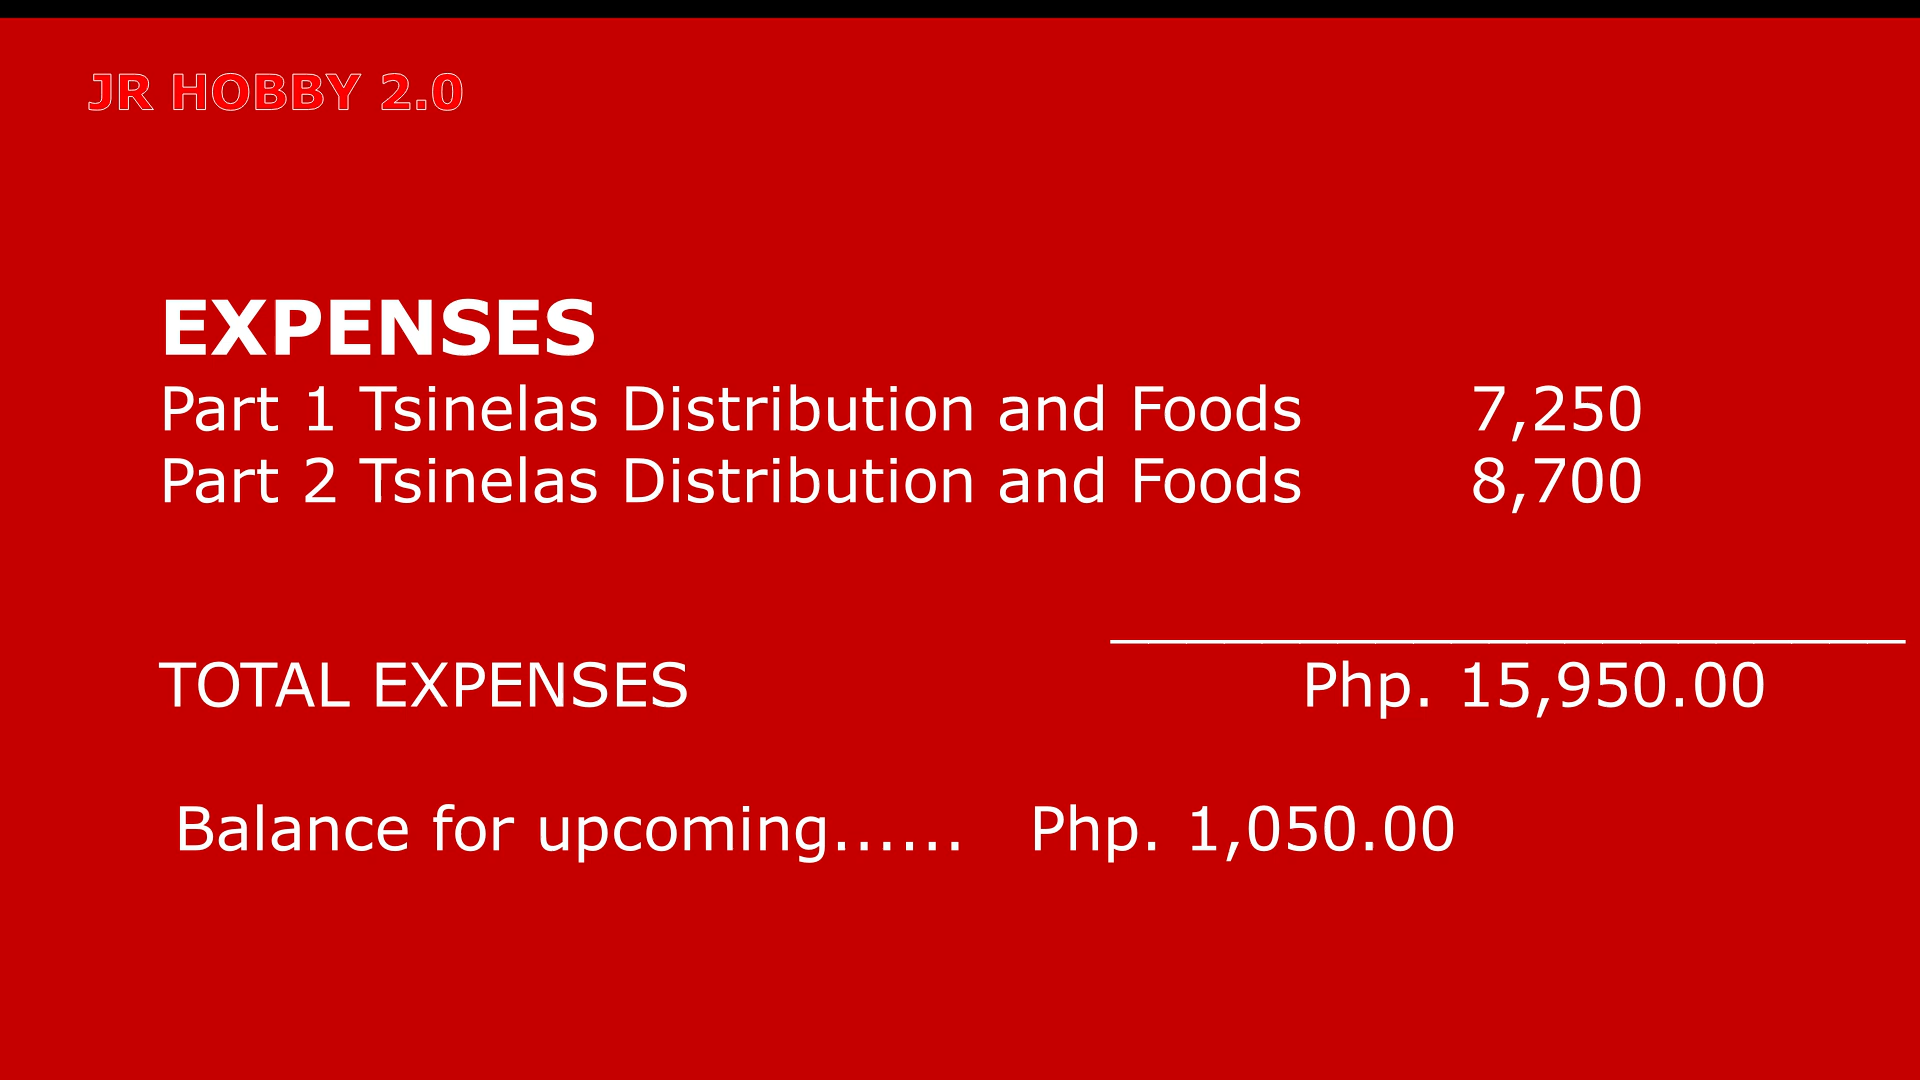 JR HOBBY 2.0
EXPENSES
Part 1 Tsinelas Distribution and Foods 7,250
Part 2 Tsinelas Distribution and Foods 8,700
TOTAL EXPENSES Php. 15,950.00
Balance for upcoming...... Php. 1,050.00